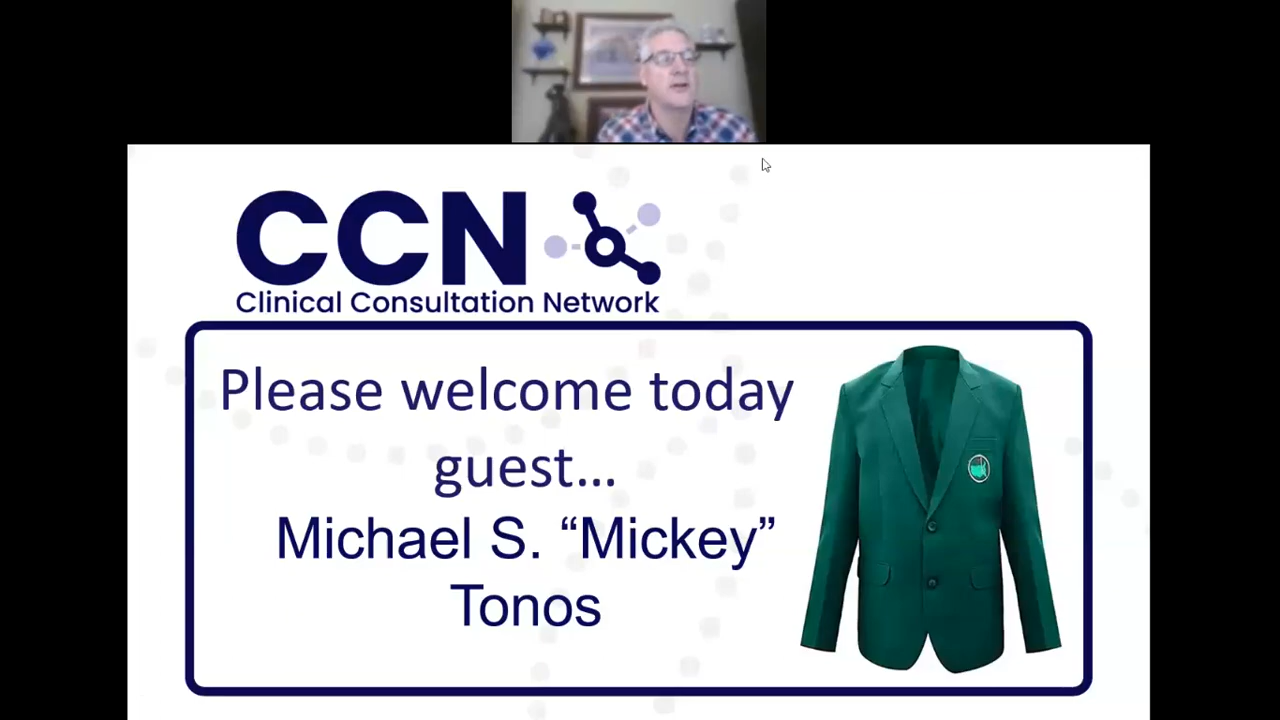 CCN
Clinical Consultation Network
Please welcome today
guest…
Michael S. “Mickey”
Tonos